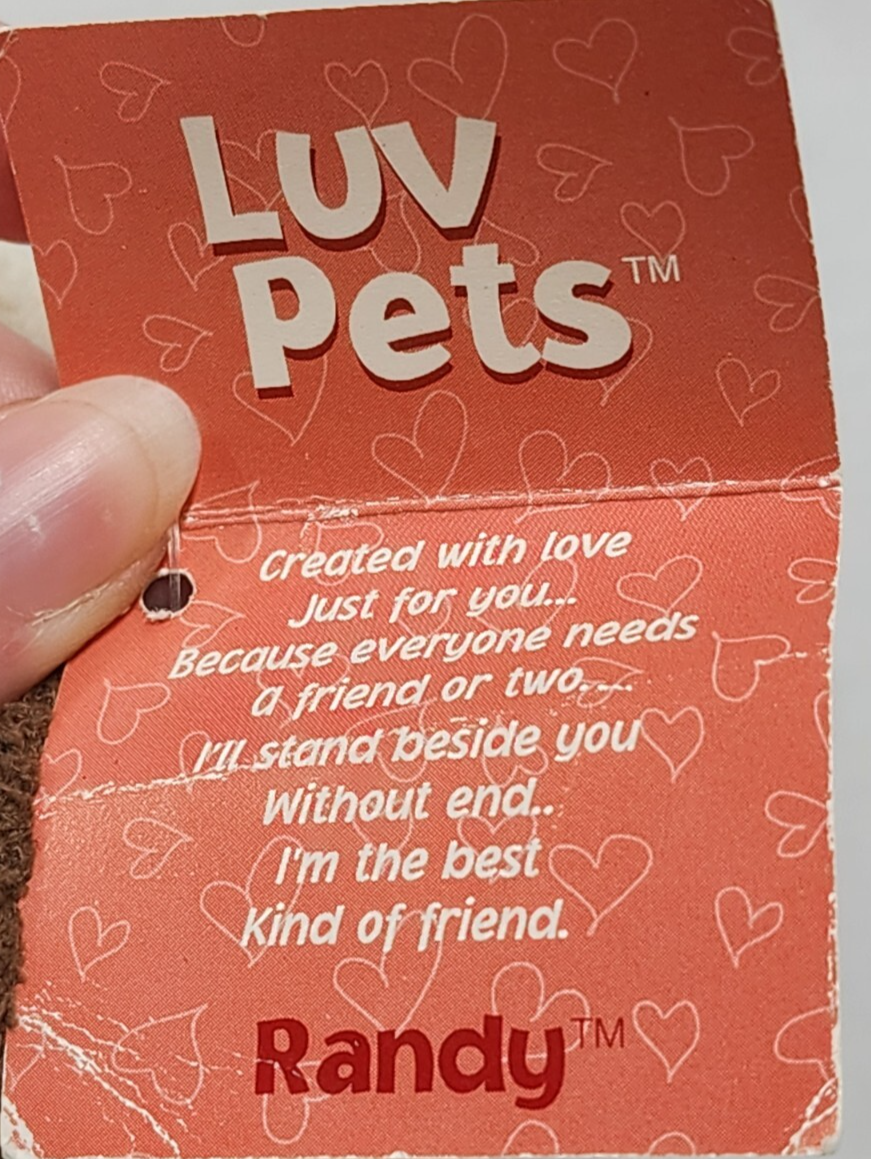 Luv
Pets™
Created with love
Just for you...
Because everyone needs
a friend or two....
I'll stand beside you
Without end..
I'm the best
Kind of friend.
Randy™